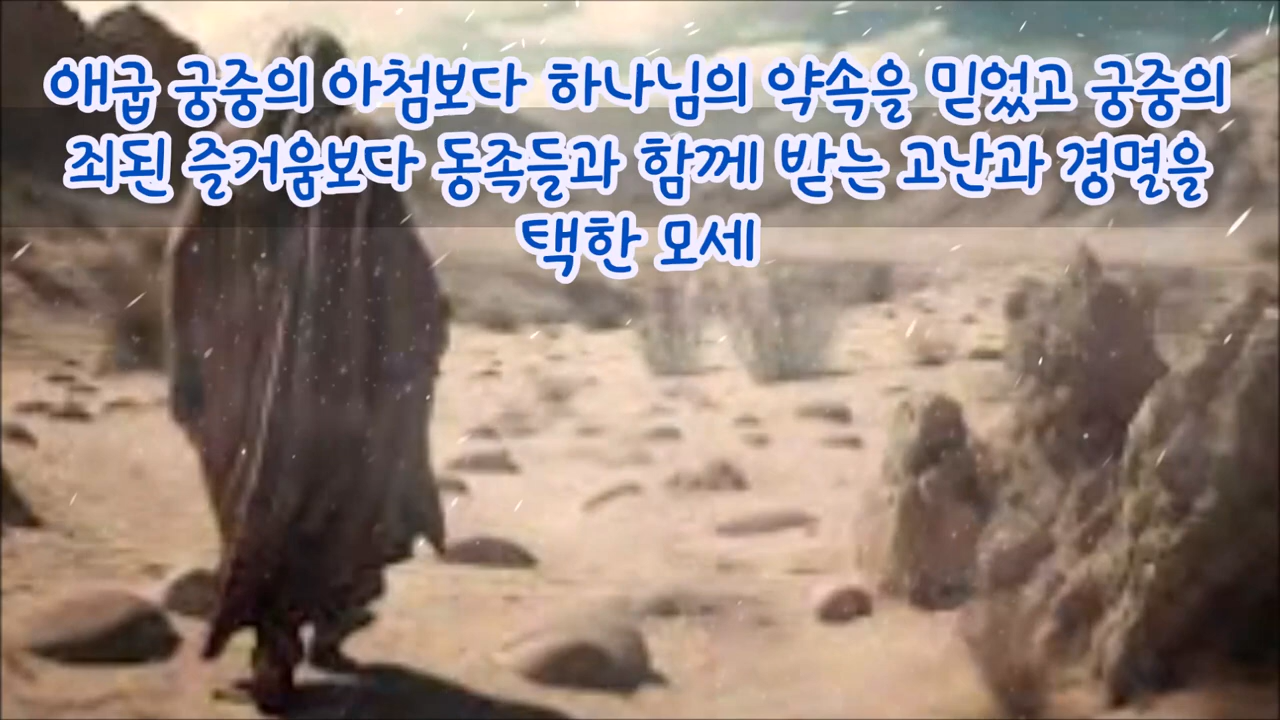 애굽 궁중의 아첨보다 하나님의 약속을 믿었고 궁중의
죄된 즐거움보다 동족들과 함께 받는 고난과 경멸을
택한 모세